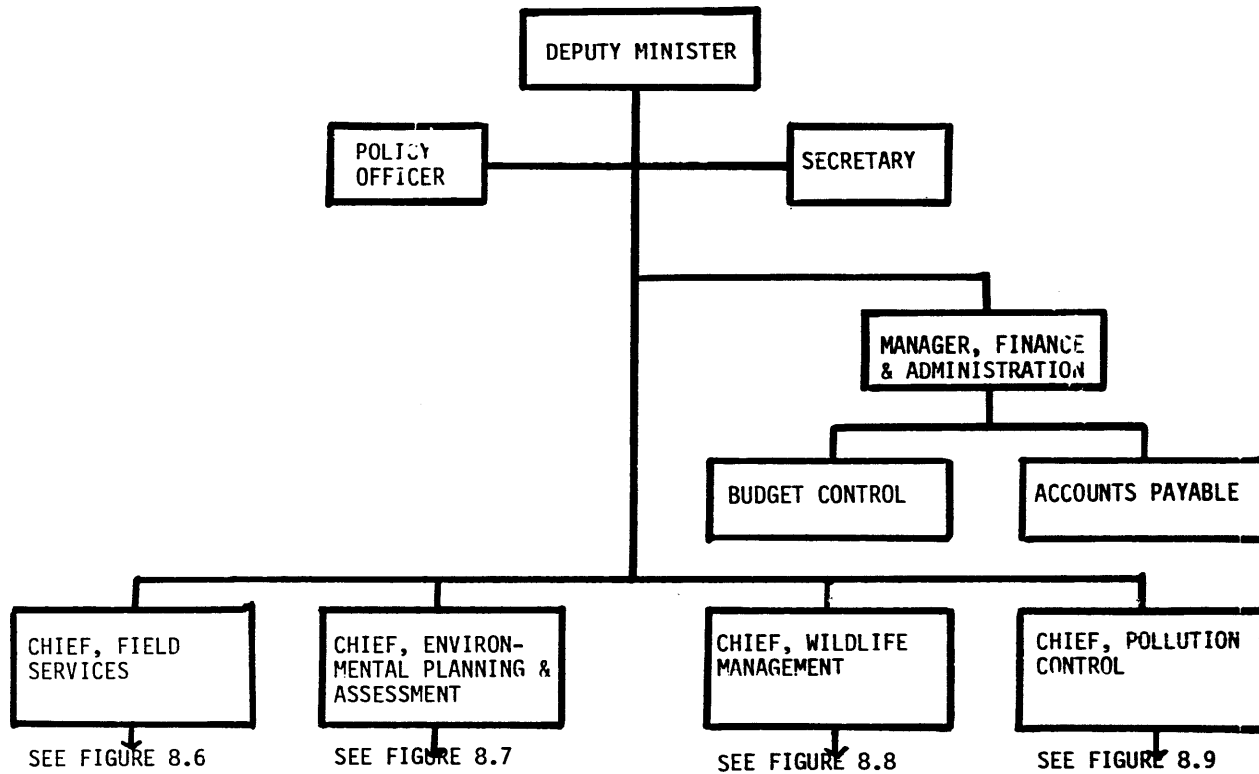 DEPUTY MINISTER
POLICY
OFFICER
SECRETARY
MANAGER, FINANCE
& ADMINISTRATION
BUDGET CONTROL
ACCOUNTS PAYABLE
CHIEF, FIELD
SERVICES
CHIEF, ENVIRON-
MENTAL PLANNING &
ASSESSMENT
CHIEF, WILDLIFE
MANAGEMENT
CHIEF, POLLUTION
CONTROL
SEE FIGURE 8.6
SEE FIGURE 8.7
SEE FIGURE 8.8
SEE FIGURE 8.9